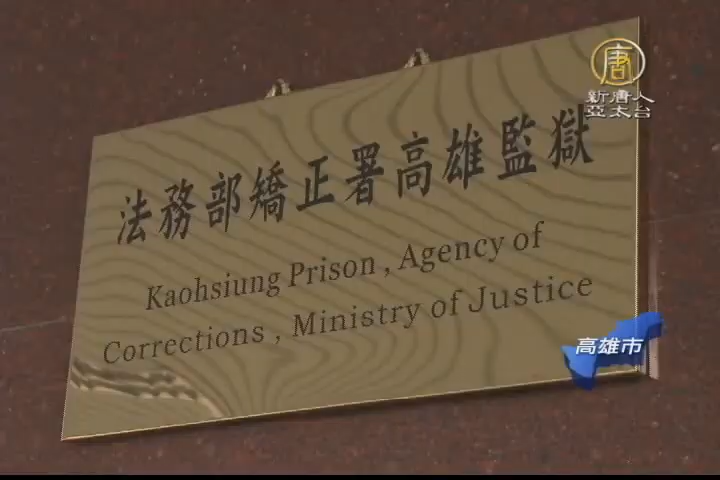 唐
新唐人
亞太台
法務部矯正署高雄監獄
Kaohsiung Prison , Agency of
Corrections , Ministry of Justice
高雄市